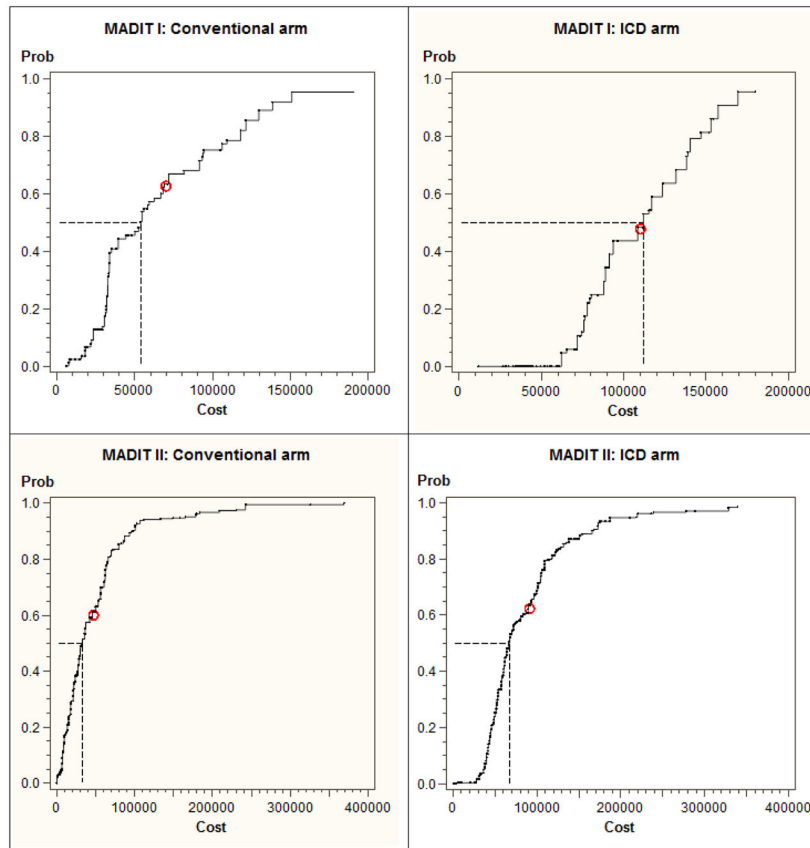 MADIT I: Conventional arm
Prob
1.0
0.8
0.6
0.4
0.2
0.0
0 50000 100000 150000 200000
Cost
MADIT I: ICD arm
Prob
1.0
0.8
0.6
0.4
0.2
0.0
0 50000 100000 150000 200000
Cost
MADIT II: Conventional arm
Prob
1.0
0.8
0.6
0.4
0.2
0.0
0 100000 200000 300000 400000
Cost
MADIT II: ICD arm
Prob
1.0
0.8
0.6
0.4
0.2
0.0
0 100000 200000 300000 400000
Cost